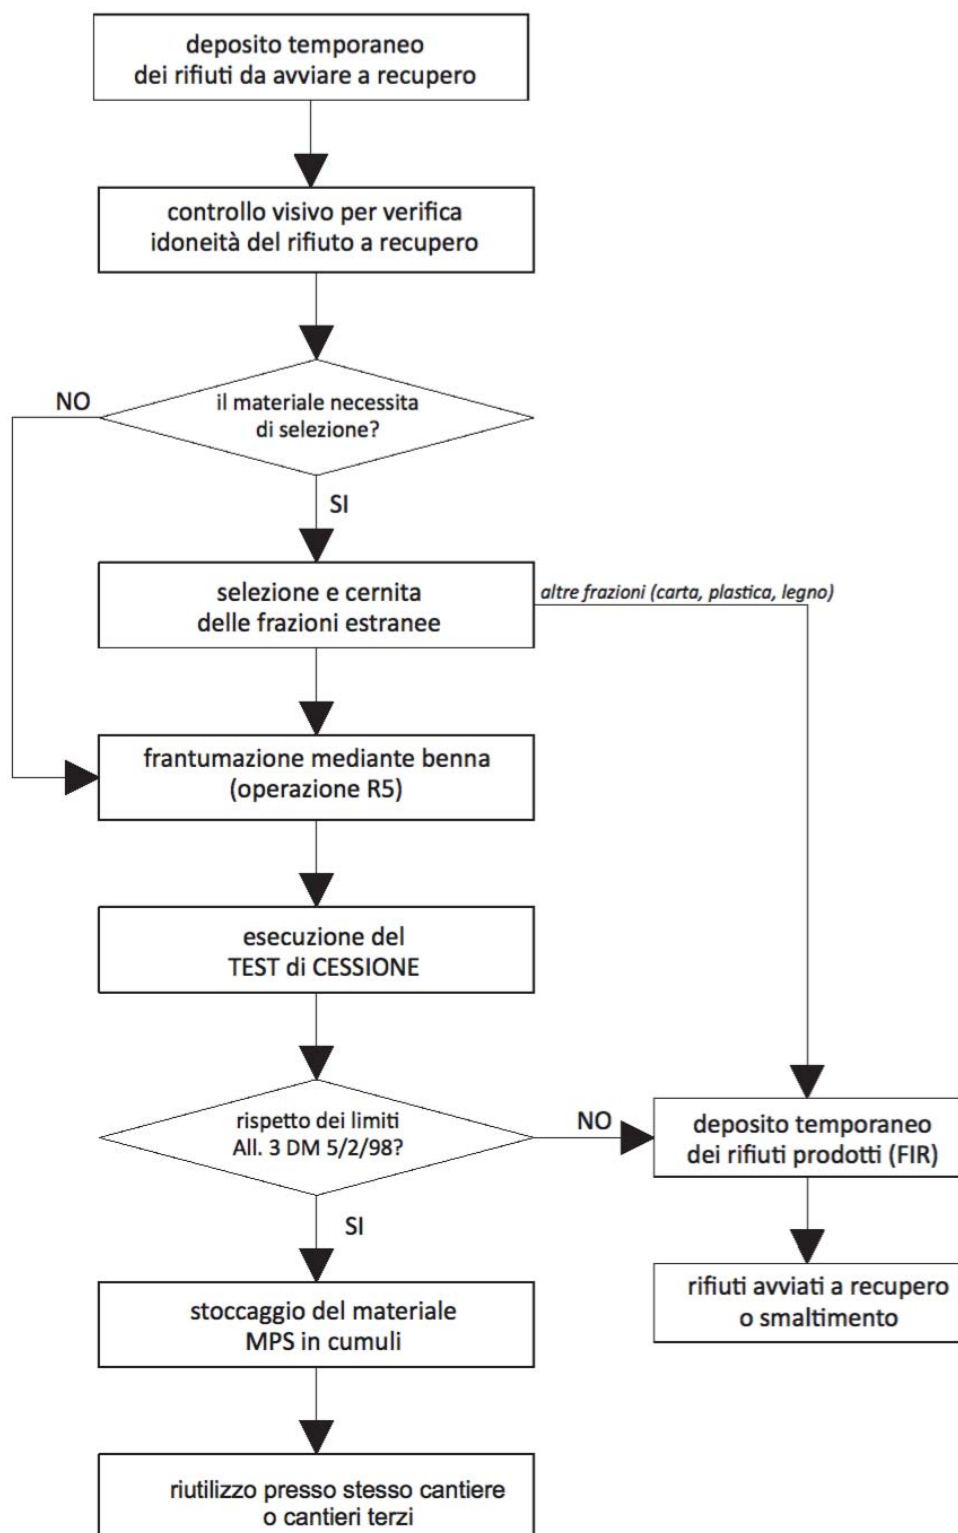 deposito temporaneo
dei rifiuti da avviare a recupero
controllo visivo per verifica
idoneità del rifiuto a recupero
NO
il materiale necessita
di selezione?
SI
selezione e cernita
delle frazioni estranee
altre frazioni (carta, plastica, legno)
frantumazione mediante benna
(operazione R5)
esecuzione del
TEST di CESSIONE
rispetto dei limiti
All. 3 DM 5/2/98?
NO
deposito temporaneo
dei rifiuti prodotti (FIR)
SI
rifiuti avviati a recupero
o smaltimento
stoccaggio del materiale
MPS in cumuli
riutilizzo presso stesso cantiere
o cantieri terzi